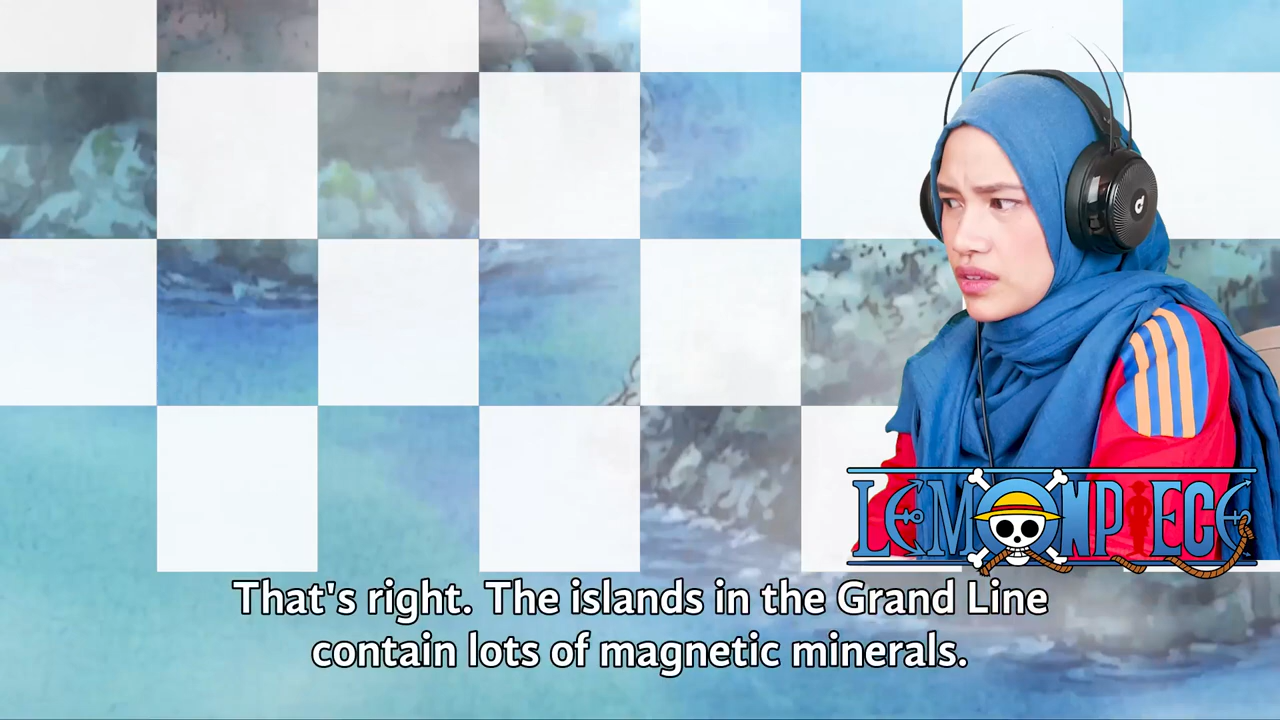 LEMONPIECE
That's right. The islands in the Grand Line
contain lots of magnetic minerals.